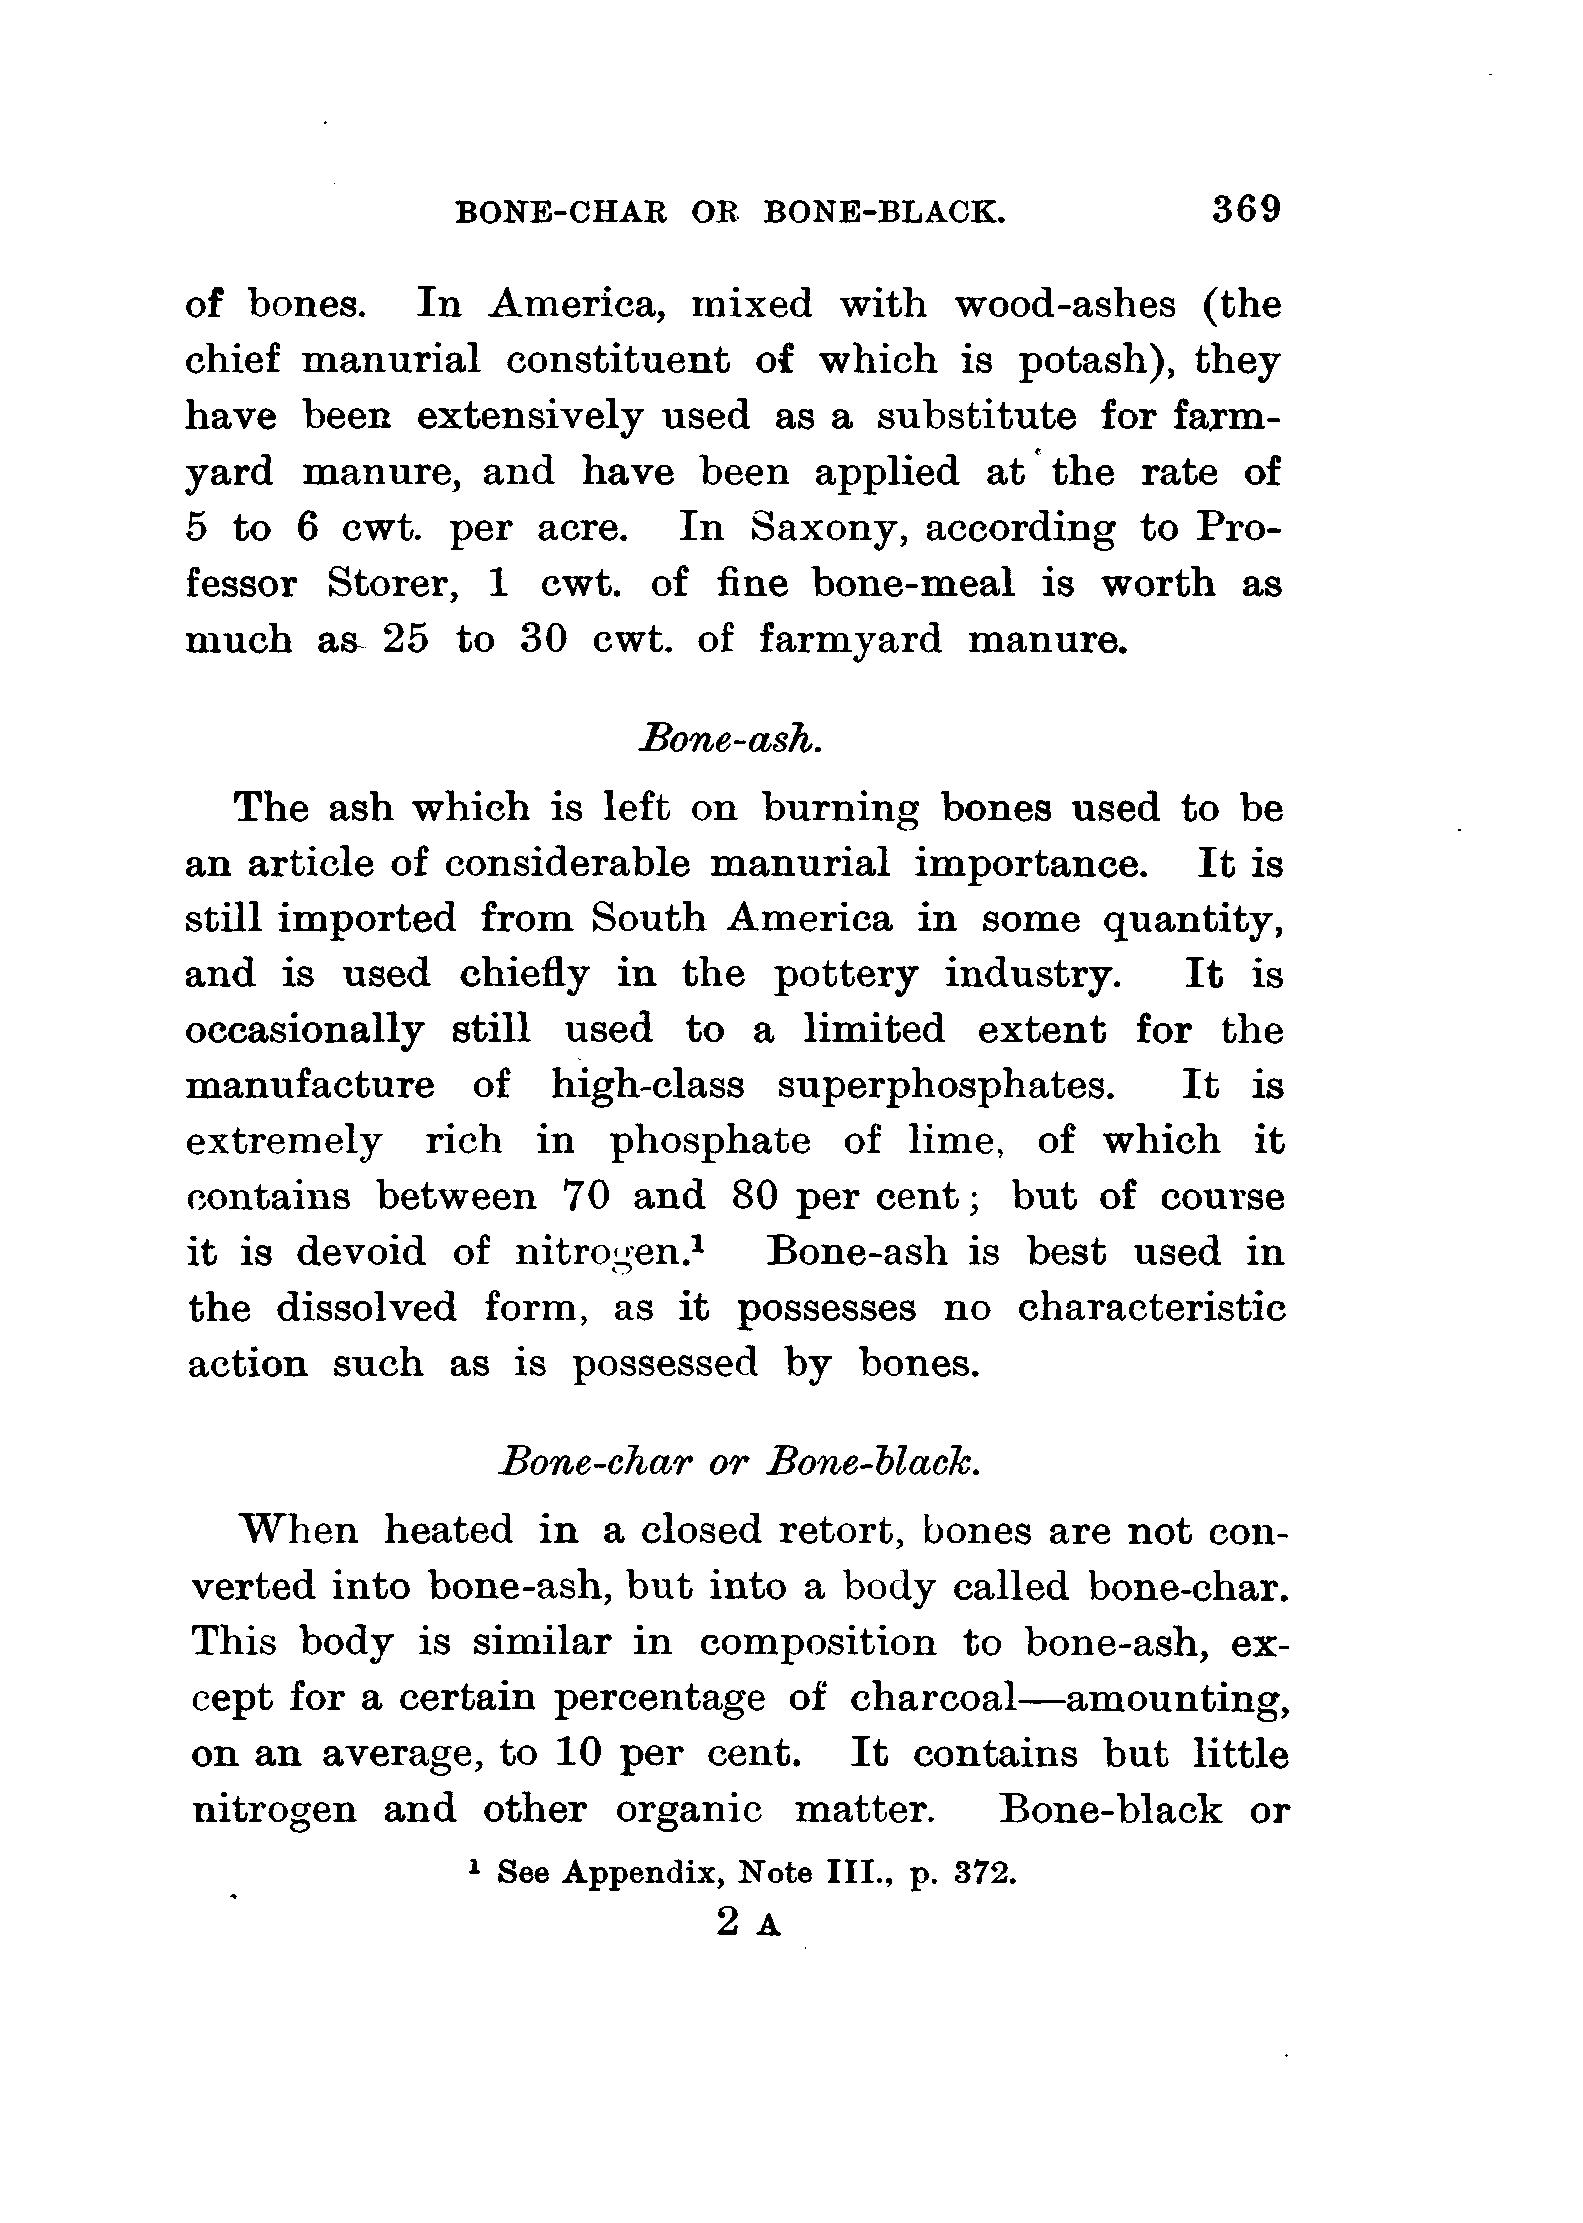 BONE-CHAR OR BONE-BLACK. 369
of bones. In America, mixed with wood-ashes (the
chief manurial constituent of which is potash), they
have been extensively used as a substitute for farm-
yard manure, and have been applied at the rate of
5 to 6 cwt. per acre. In Saxony, according to Pro-
fessor Storer, 1 cwt. of fine bone-meal is worth as
much as 25 to 30 cwt. of farmyard manure.
Bone-ash.
The ash which is left on burning bones used to be
an article of considerable manurial importance. It is
still imported from South America in some quantity,
and is used chiefly in the pottery industry. It is
occasionally still used to a limited extent for the
manufacture of high-class superphosphates. It is
extremely rich in phosphate of lime, of which it
contains between 70 and 80 per cent; but of course
it is devoid of nitrogen.¹ Bone-ash is best used in
the dissolved form, as it possesses no characteristic
action such as is possessed by bones.
Bone-char or Bone-black.
When heated in a closed retort, bones are not con-
verted into bone-ash, but into a body called bone-char.
This body is similar in composition to bone-ash, ex-
cept for a certain percentage of charcoal—amounting,
on an average, to 10 per cent. It contains but little
nitrogen and other organic matter. Bone-black or
¹ See Appendix, Note III., p. 372.
2 A